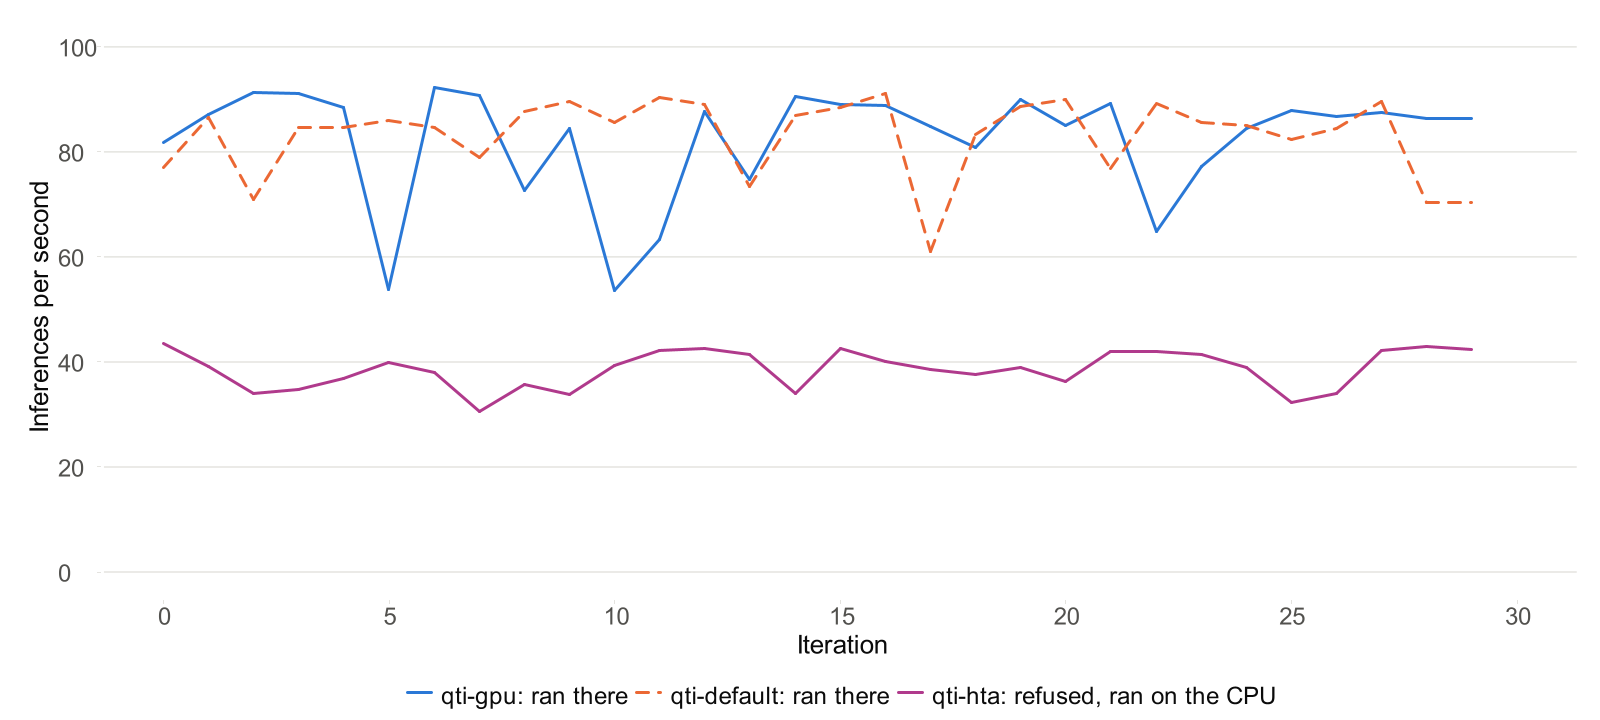 Inferences per second
100
80
60
40
20
0
0 5 10 15 20 25 30
Iteration
qti-gpu: ran there qti-default: ran there qti-hta: refused, ran on the CPU